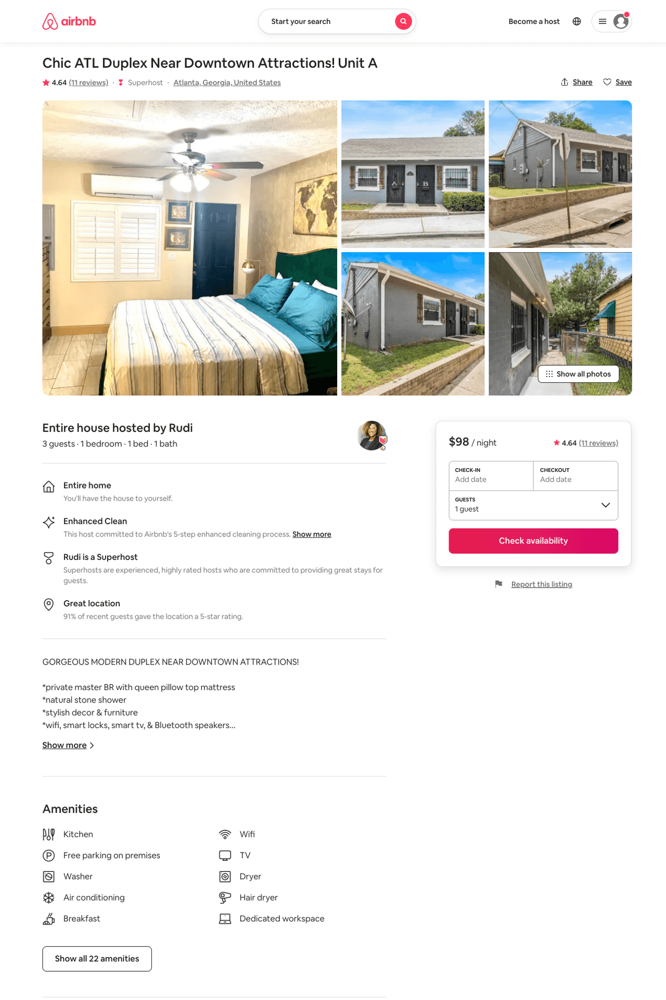 airbnb
Start your search
Become a host
Chic ATL Duplex Near Downtown Attractions! Unit A
4.64 (11 reviews) · Superhost · Atlanta, Georgia, United States
Share
Save
A
B
A
B
Show all photos
Entire house hosted by Rudi
3 guests · 1 bedroom · 1 bed · 1 bath
Entire home
You'll have the house to yourself.
Enhanced Clean
This host committed to Airbnb's 5-step enhanced cleaning process. Show more
Rudi is a Superhost
Superhosts are experienced, highly rated hosts who are committed to providing great stays for
guests.
Great location
91% of recent guests gave the location a 5-star rating.
$98 / night
4.64 (11 reviews)
CHECK-IN
Add date
CHECKOUT
Add date
GUESTS
1 guest
Check availability
Report this listing
GORGEOUS MODERN DUPLEX NEAR DOWNTOWN ATTRACTIONS!
*private master BR with queen pillow top mattress
*natural stone shower
*stylish decor & furniture
*wifi, smart locks, smart tv, & Bluetooth speakers...
Show more
Amenities
Kitchen
Wifi
Free parking on premises
TV
Washer
Dryer
Air conditioning
Hair dryer
Breakfast
Dedicated workspace
Show all 22 amenities